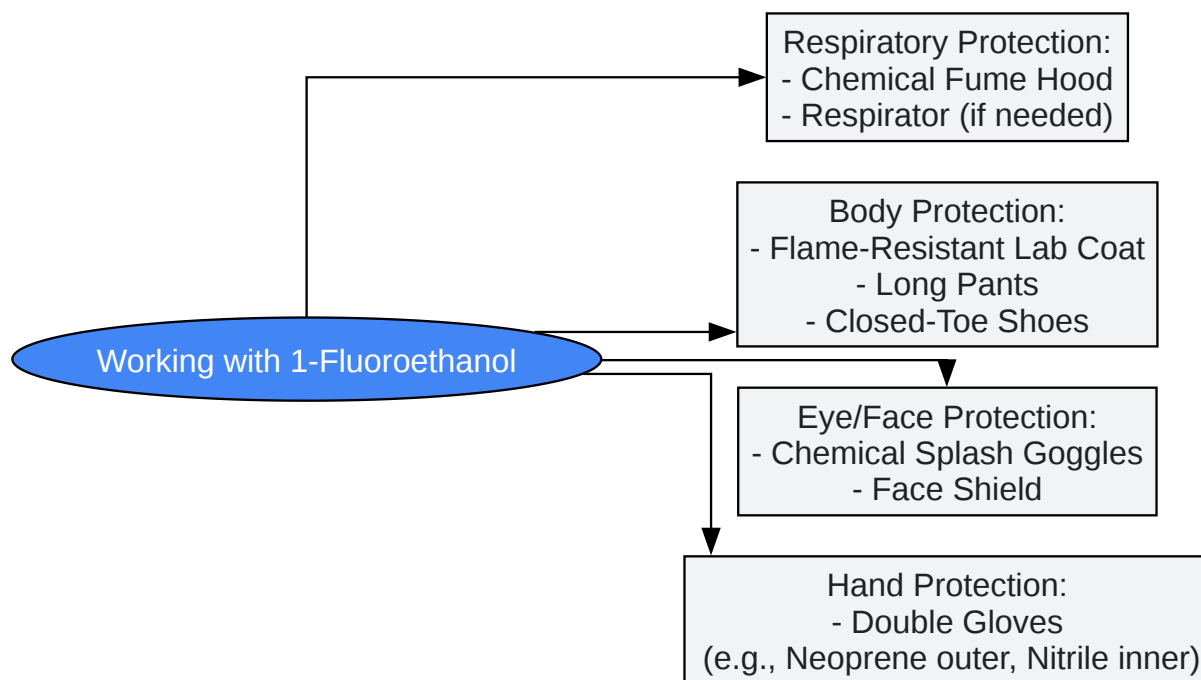 Respiratory Protection:
- Chemical Fume Hood
- Respirator (if needed)
Body Protection:
- Flame-Resistant Lab Coat
- Long Pants
- Closed-Toe Shoes
Working with 1-Fluoroethanol
Eye/Face Protection:
- Chemical Splash Goggles
- Face Shield
Hand Protection:
- Double Gloves
(e.g., Neoprene outer, Nitrile inner)